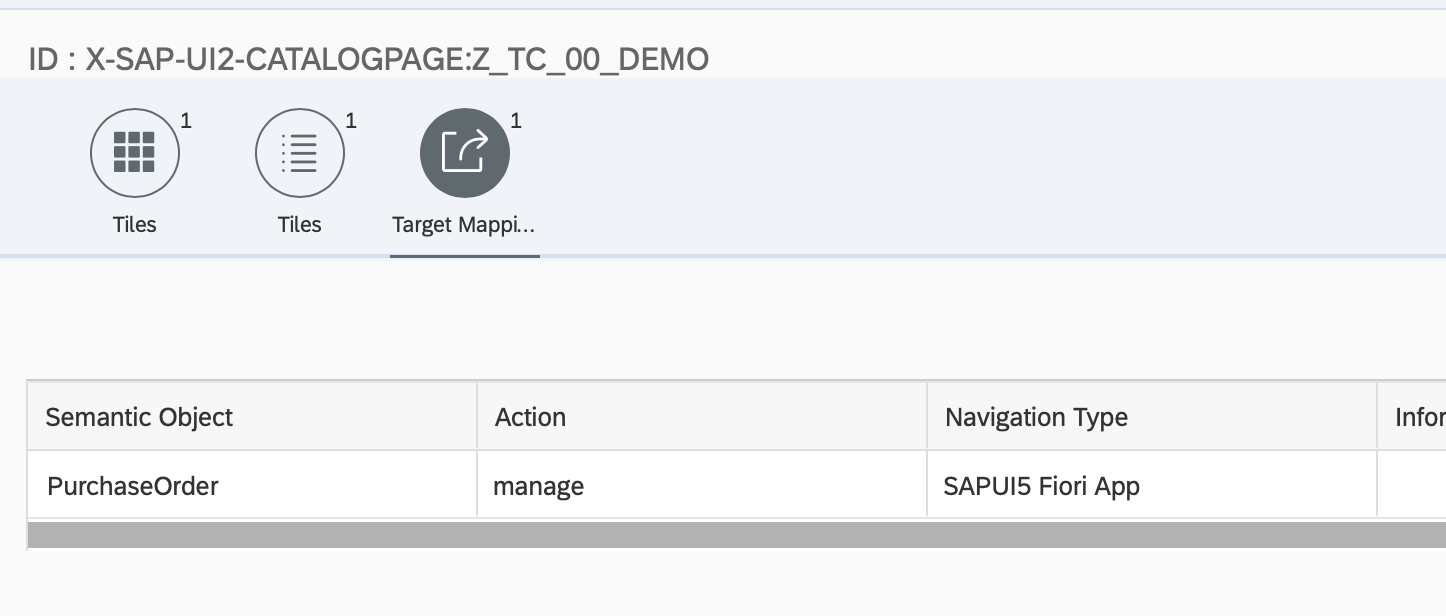 ID : X-SAP-UI2-CATALOGPAGE:Z_TC_00_DEMO
1 1 1
Tiles Tiles Target Mappi...
Semantic Object Action Navigation Type Infor
PurchaseOrder manage SAPUI5 Fiori App